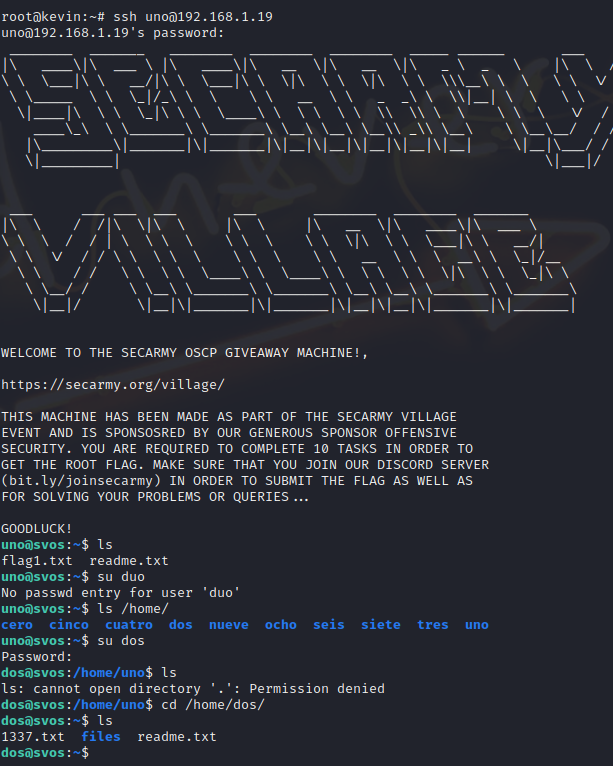 root@kevin:~# ssh uno@192.168.1.19
uno@192.168.1.19's password:
SECARMY
VILLAGE
WELCOME TO THE SECARMY OSCP GIVEAWAY MACHINE!,
https://secarmy.org/village/
THIS MACHINE HAS BEEN MADE AS PART OF THE SECARMY VILLAGE
EVENT AND IS SPONSOSRED BY OUR GENEROUS SPONSOR OFFENSIVE
SECURITY. YOU ARE REQUIRED TO COMPLETE 10 TASKS IN ORDER TO
GET THE ROOT FLAG. MAKE SURE THAT YOU JOIN OUR DISCORD SERVER
(bit.ly/joinsecarmy) IN ORDER TO SUBMIT THE FLAG AS WELL AS
FOR SOLVING YOUR PROBLEMS OR QUERIES...
GOODLUCK!
uno@svos:~$ ls
flag1.txt  readme.txt
uno@svos:~$ su duo
No passwd entry for user 'duo'
uno@svos:~$ ls /home/
cero  cinco  cuatro  dos  nueve  ocho  seis  siete  tres  uno
uno@svos:~$ su dos
Password:
dos@svos:/home/uno$ ls
ls: cannot open directory '.': Permission denied
dos@svos:/home/uno$ cd /home/dos/
dos@svos:~$ ls
1337.txt  files  readme.txt
dos@svos:~$